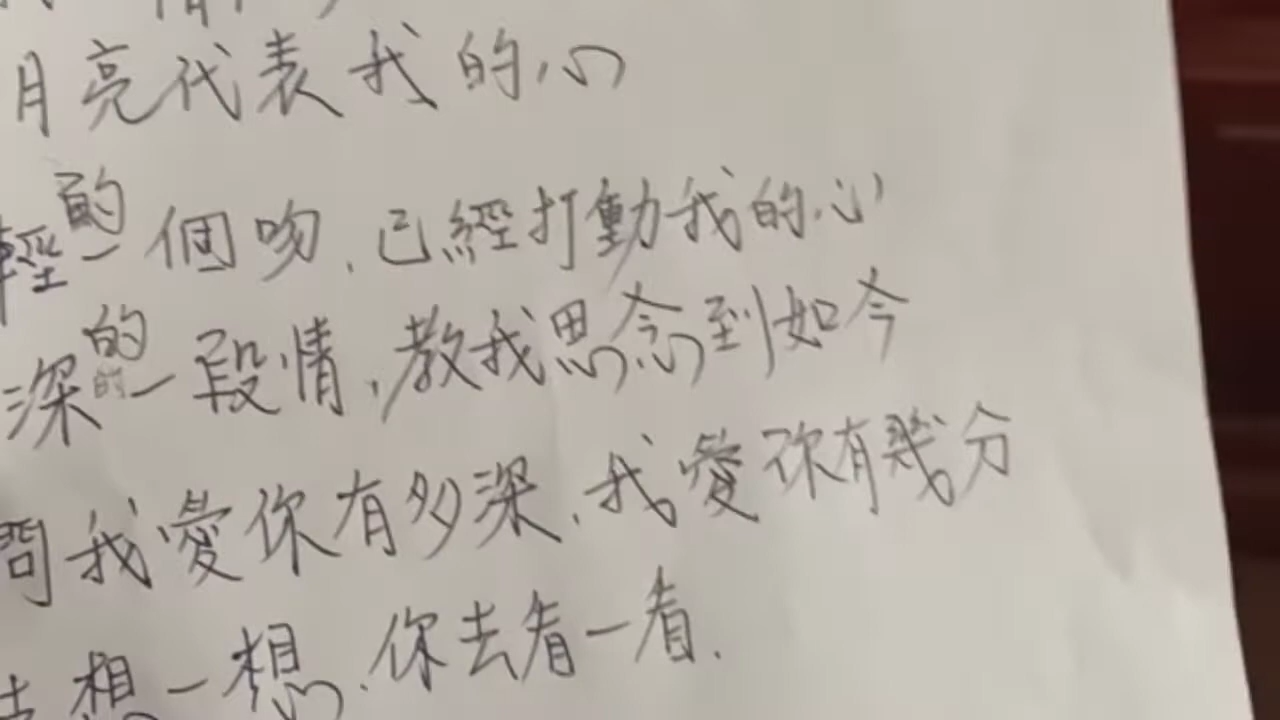 月亮代表我的心
輕的一個吻，已經打動我的心
深的一段情，教我思念到如今
問我愛你有多深，我愛你有幾分
去想一想，你去看一看.